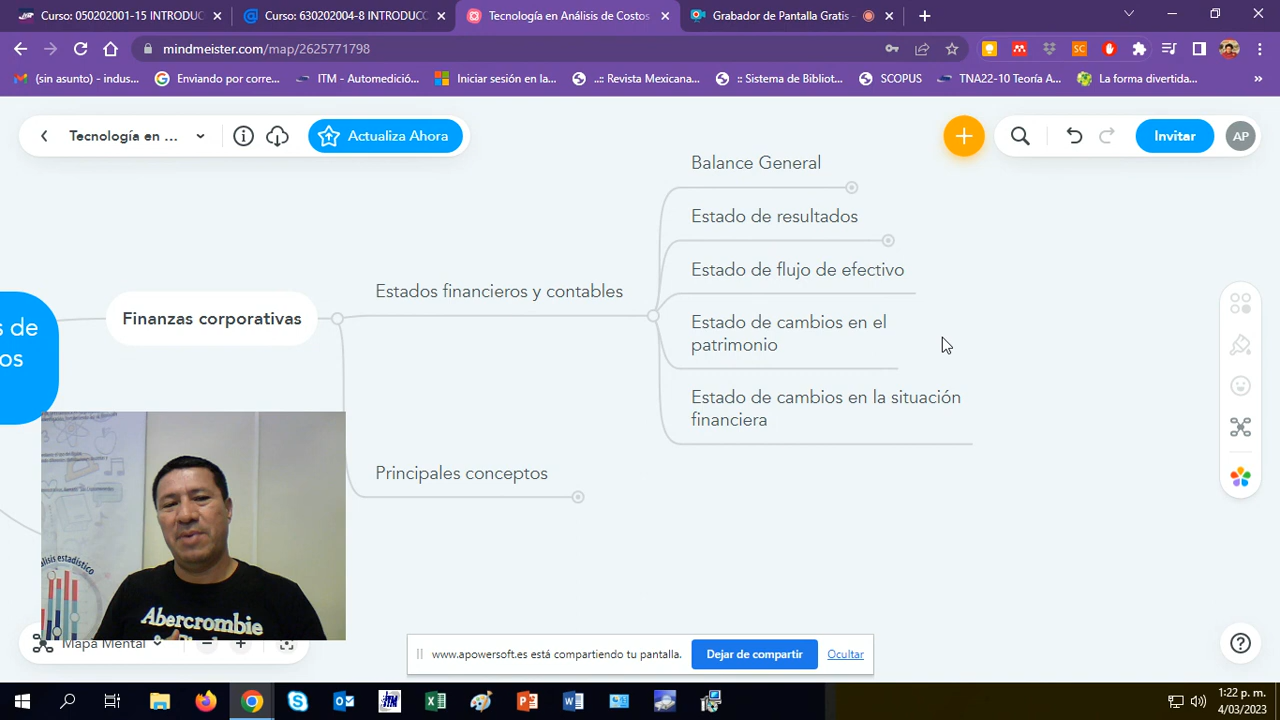 Curso: 050202001-15 INTRODUC
Curso: 630202004-8 INTRODUCC
Tecnología en Análisis de Costos
Grabador de Pantalla Gratis –
mindmeister.com/map/2625771798
(sin asunto) - indus...
Enviando por corre...
ITM - Automedició...
Iniciar sesión en la...
..:: Revista Mexicana...
:: Sistema de Bibliot...
SCOPUS
TNA22-10 Teoría A...
La forma divertida...
»
Tecnología en ...
Actualiza Ahora
Invitar
AP
Balance General
Estado de resultados
Estado de flujo de efectivo
Estados financieros y contables
Finanzas corporativas
Estado de cambios en el
patrimonio
s de
os
Estado de cambios en la situación
financiera
Principales conceptos
álisis estadístico
Abercrombie
Mapa Mental
www.apowersoft.es está compartiendo tu pantalla.
Dejar de compartir
Ocultar
1:22 p. m.
4/03/2023